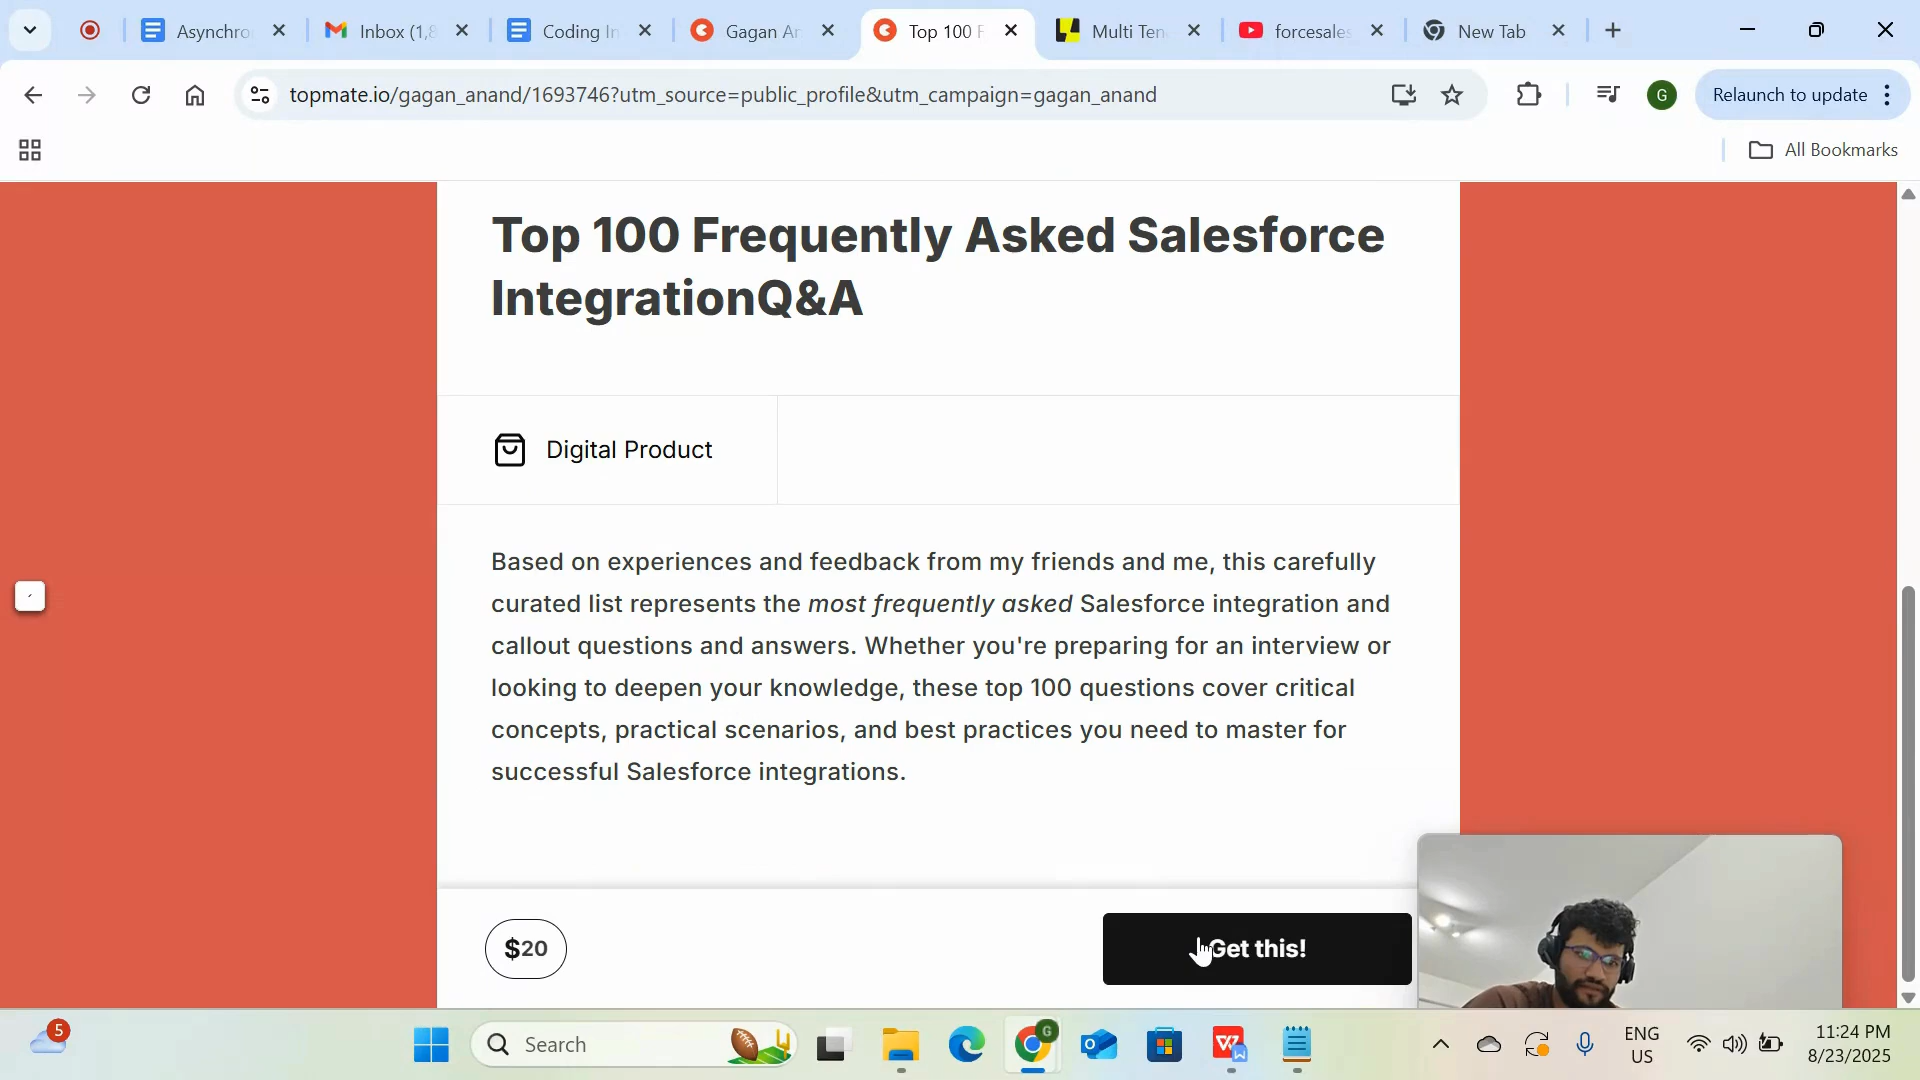 Asynchro
Inbox (1,8
Coding In
Gagan An
Top 100 F
Multi Ten
forcesales
New Tab
topmate.io/gagan_anand/1693746?utm_source=public_profile&utm_campaign=gagan_anand
G
Relaunch to update
All Bookmarks
Top 100 Frequently Asked Salesforce
IntegrationQ&A
Digital Product
Based on experiences and feedback from my friends and me, this carefully
curated list represents the most frequently asked Salesforce integration and
callout questions and answers. Whether you're preparing for an interview or
looking to deepen your knowledge, these top 100 questions cover critical
concepts, practical scenarios, and best practices you need to master for
successful Salesforce integrations.
$20
Get this!
5
Search
G
ENG
US
11:24 PM
8/23/2025